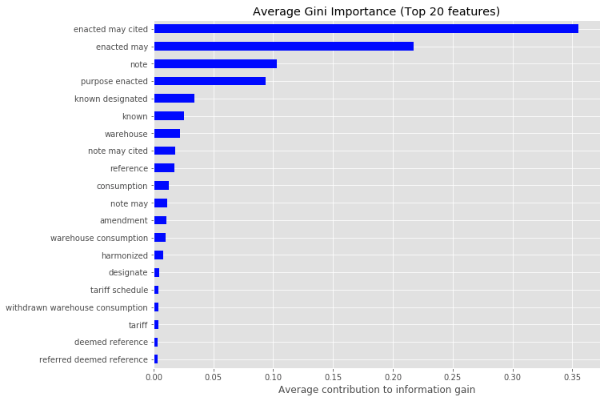 Average Gini Importance (Top 20 features)
enacted may cited
enacted may
note
purpose enacted
known designated
known
warehouse
note may cited
reference
consumption
note may
amendment
warehouse consumption
harmonized
designate
tariff schedule
withdrawn warehouse consumption
tariff
deemed reference
referred deemed reference
0.00 0.05 0.10 0.15 0.20 0.25 0.30 0.35
Average contribution to information gain